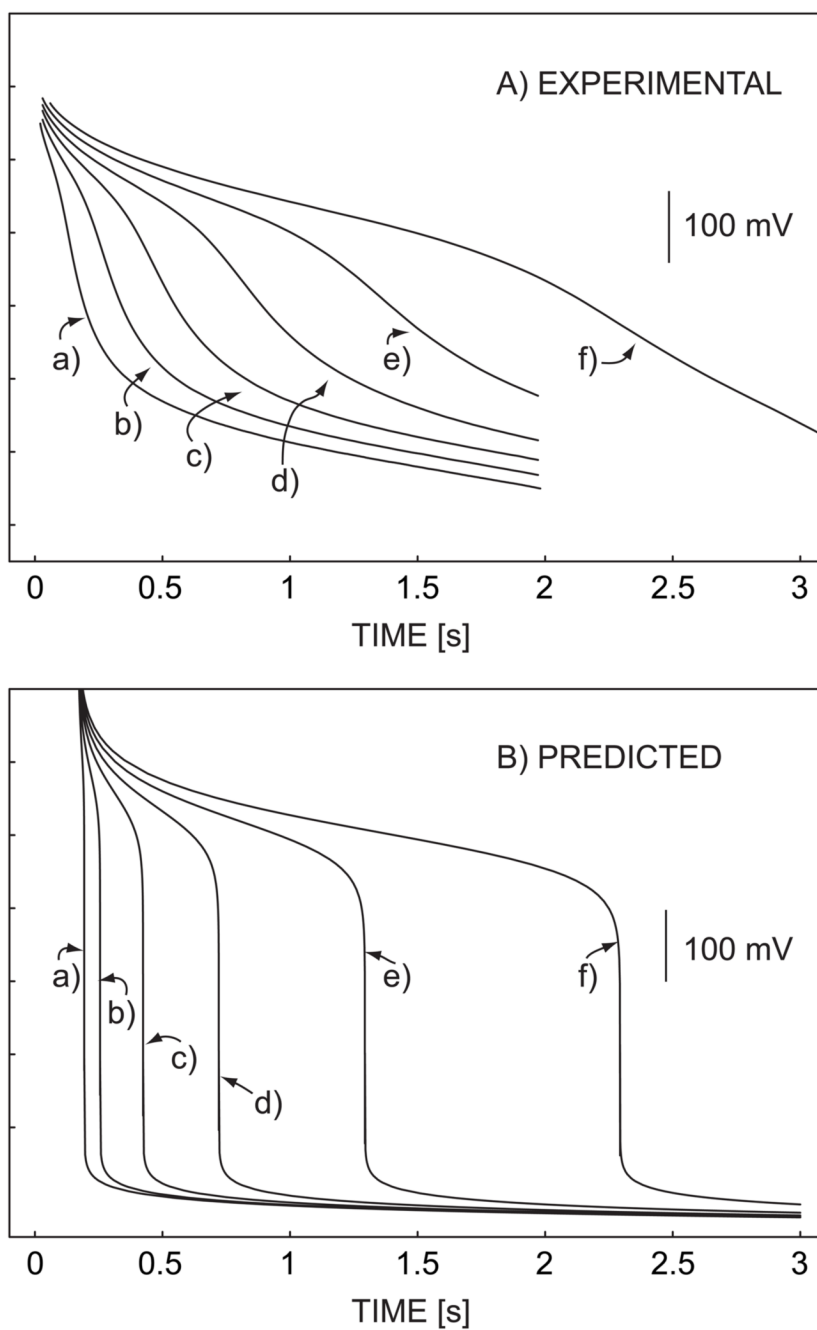 A) EXPERIMENTAL
100 mV
a)
b)
c)
d)
e)
f)
0 0.5 1 1.5 2 2.5 3
TIME [s]
B) PREDICTED
100 mV
a)
b)
c)
d)
e)
f)
0 0.5 1 1.5 2 2.5 3
TIME [s]